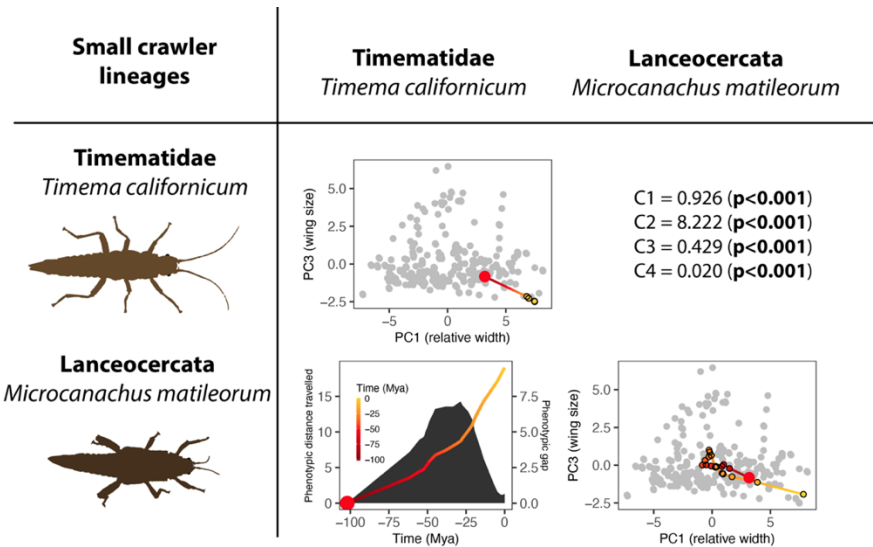 Small crawler
lineages
Timematidae
Timema californicum
Lanceocercata
Microcanachus matileorum
Timematidae
Timema californicum
PC3 (wing size)
5.0
2.5
0.0
−2.5
−5
0
5
PC1 (relative width)
C1 = 0.926 (p<0.001)
C2 = 8.222 (p<0.001)
C3 = 0.429 (p<0.001)
C4 = 0.020 (p<0.001)
Lanceocercata
Microcanachus matileorum
Phenotypic distance travelled
15
10
5
0
Time (Mya)
0
−25
−50
−75
−100
7.5
5.0
2.5
0.0
Phenotypic gap
−100
−75
−50
−25
0
Time (Mya)
PC3 (wing size)
5.0
2.5
0.0
−2.5
−5
0
5
PC1 (relative width)